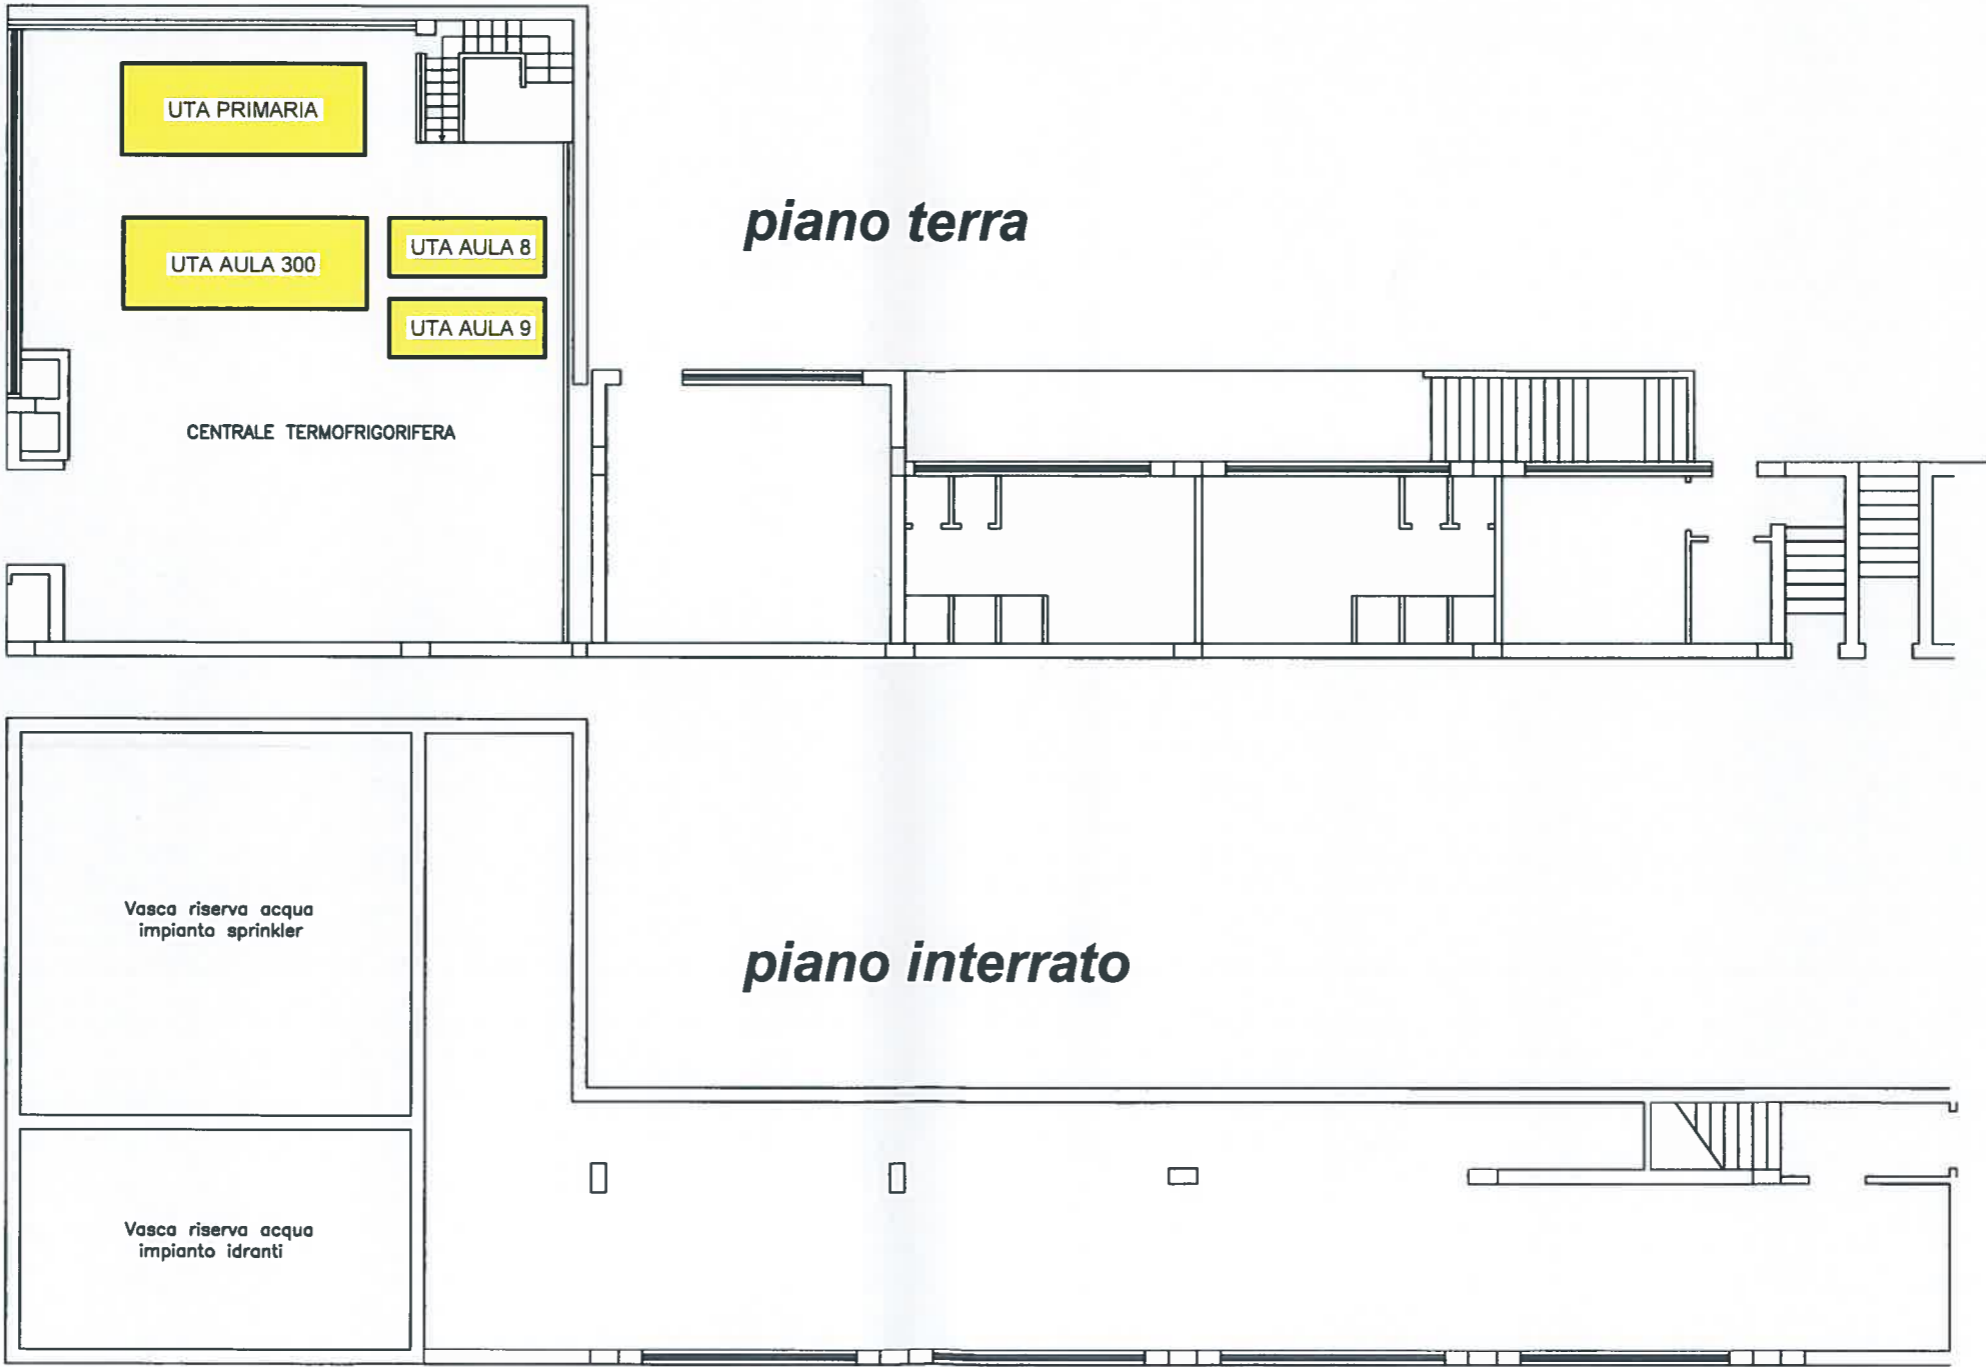 UTA PRIMARIA
UTA AULA 300
UTA AULA 8
UTA AULA 9
CENTRALE TERMOFRIGORIFERA
piano terra
Vasca riserva acqua
impianto sprinkler
piano interrato
Vasca riserva acqua
impianto idranti